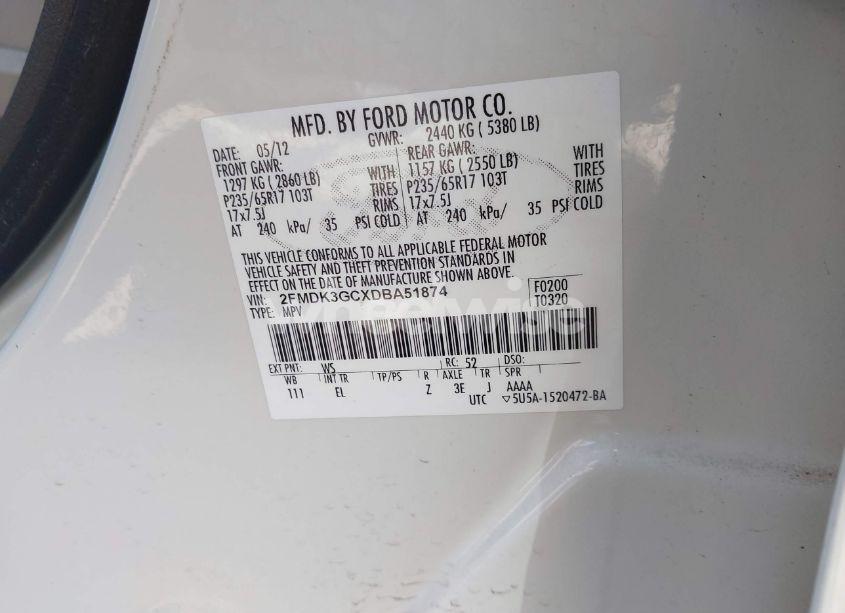 MFD. BY FORD MOTOR CO.
DATE: 05/12 GVWR: 2440 KG ( 5380 LB)
FRONT GAWR: REAR GAWR:
1297 KG ( 2860 LB) WITH 1157 KG ( 2550 LB) WITH
P235/65R17 103T TIRES P235/65R17 103T TIRES
17x7.5J RIMS 17x7.5J RIMS
AT 240 kPa/ 35 PSI COLD AT 240 kPa/ 35 PSI COLD
THIS VEHICLE CONFORMS TO ALL APPLICABLE FEDERAL MOTOR
VEHICLE SAFETY AND THEFT PREVENTION STANDARDS IN
EFFECT ON THE DATE OF MANUFACTURE SHOWN ABOVE.
VIN: 2FMDK3GCXDBA51874 F0200
TYPE: MPV T0320
EXT PNT: WS RC: 52 DSO:
WB INT TR TP/PS R AXLE TR SPR
111 EL Z 3E J AAAA
UTC ▽5U5A-1520472-BA